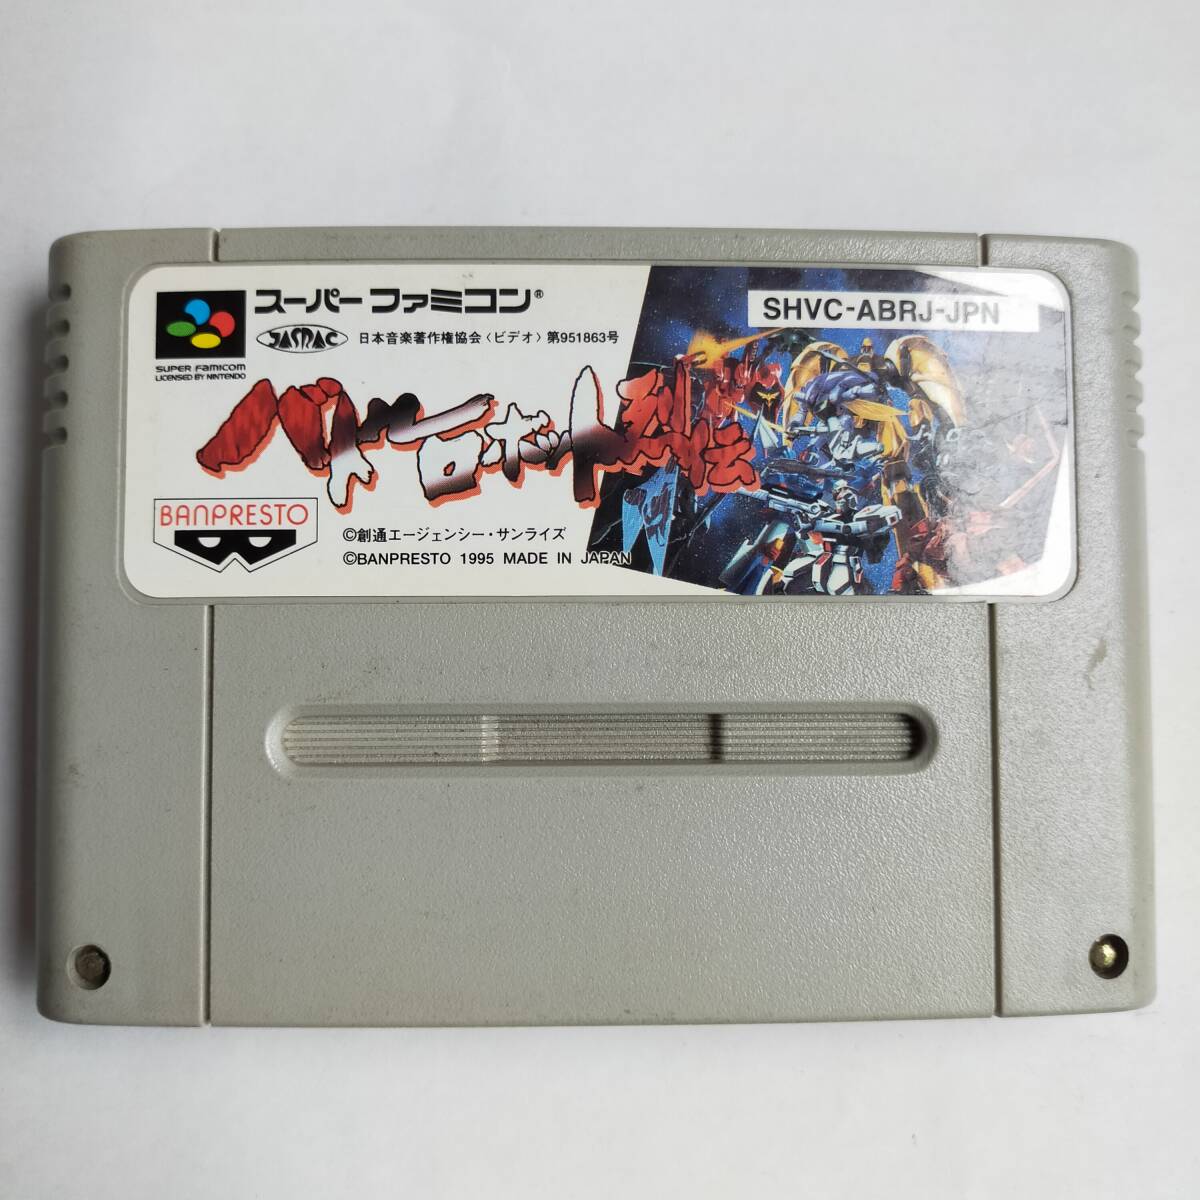 スーパーファミコン®
SHVC-ABRJ-JPN
JASRAC 日本音楽著作権協会〈ビデオ〉第951863号
SUPER FAMICOM
LICENSED BY NINTENDO
バトルロボット烈伝
BANPRESTO
©創通エージェンシー・サンライズ
©BANPRESTO 1995 MADE IN JAPAN